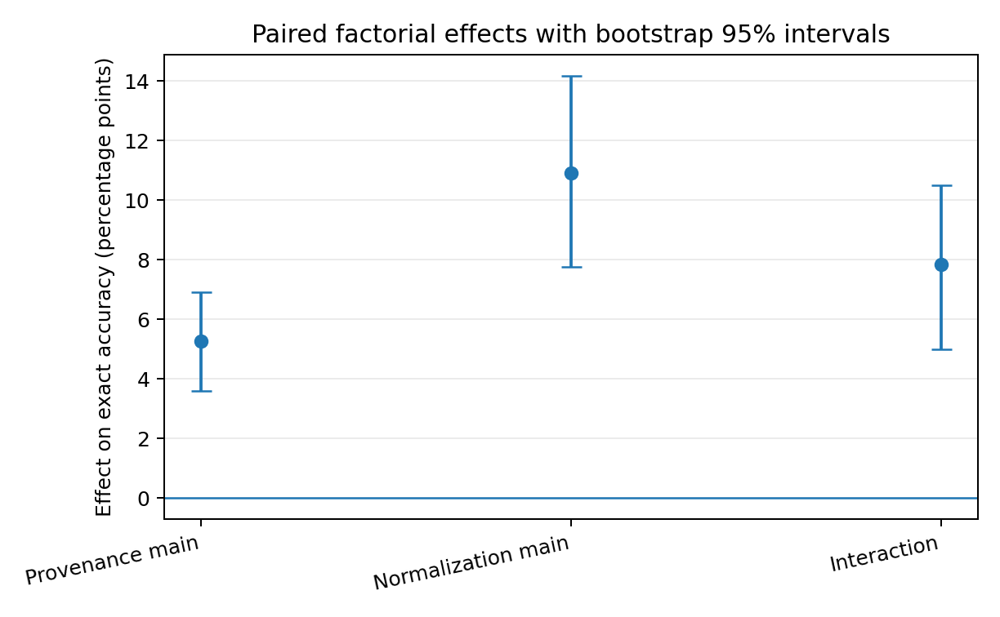 Paired factorial effects with bootstrap 95% intervals
Effect on exact accuracy (percentage points)
14
12
10
8
6
4
2
0
Provenance main
Normalization main
Interaction